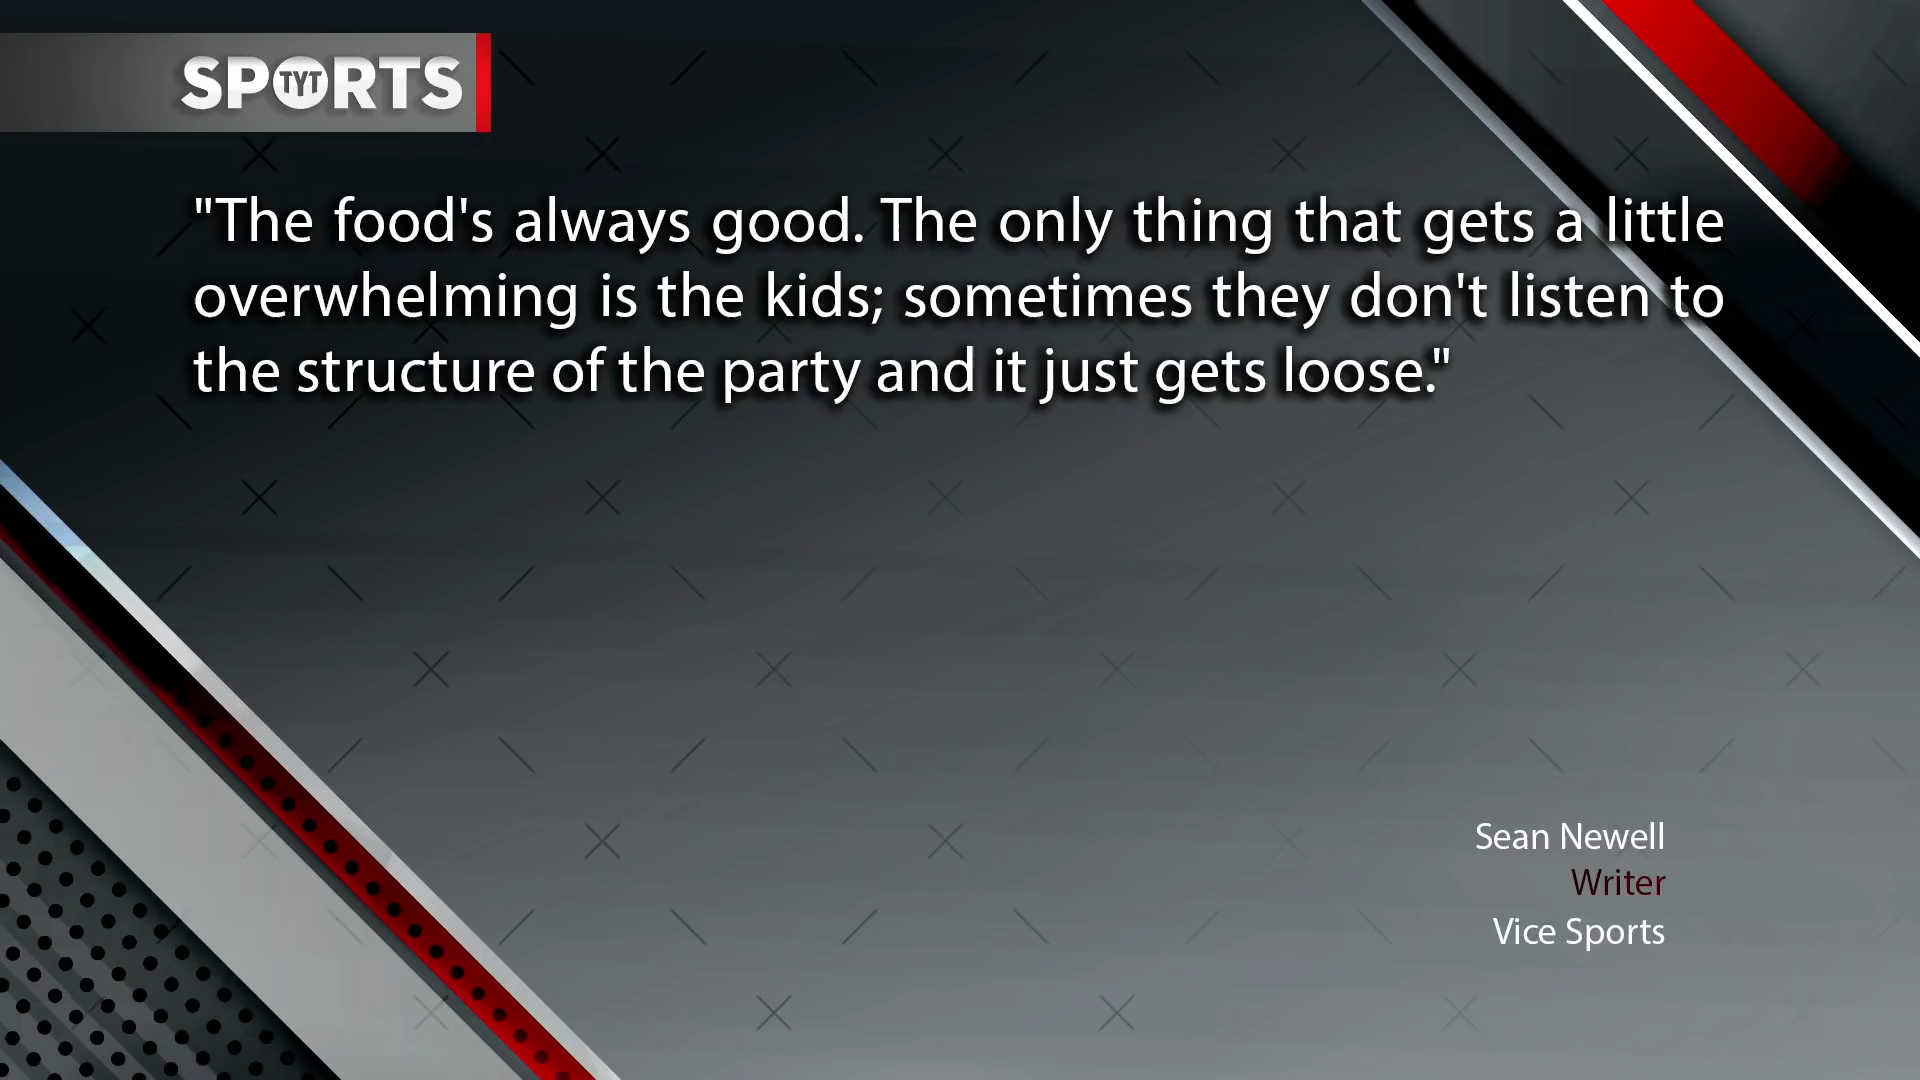 SPORTS
TYT
"The food's always good. The only thing that gets a little
overwhelming is the kids; sometimes they don't listen to
the structure of the party and it just gets loose."
Sean Newell
Writer
Vice Sports